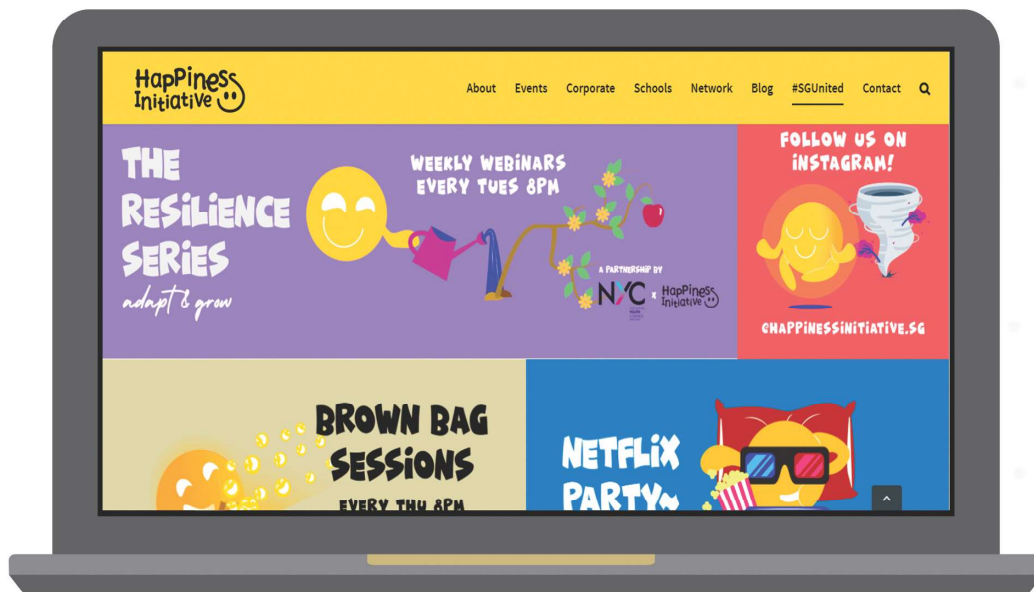 HapPiness
Initiative
About Events Corporate Schools Network Blog #SGUnited Contact
THE
RESiLiENCE
SERiES
adapt & grow
WEEKLY WEBiNARS
EVERY TUES 8PM
A PARTNERSHiP BY
NYC x HapPiness
Initiative
FOLLOW US ON
iNSTAGRAM!
@HAPPiNESSiNiTiATiVE.SG
BROWN BAG
SESSiONS
EVERY THU 8PM
NETFLiX
PARTY~